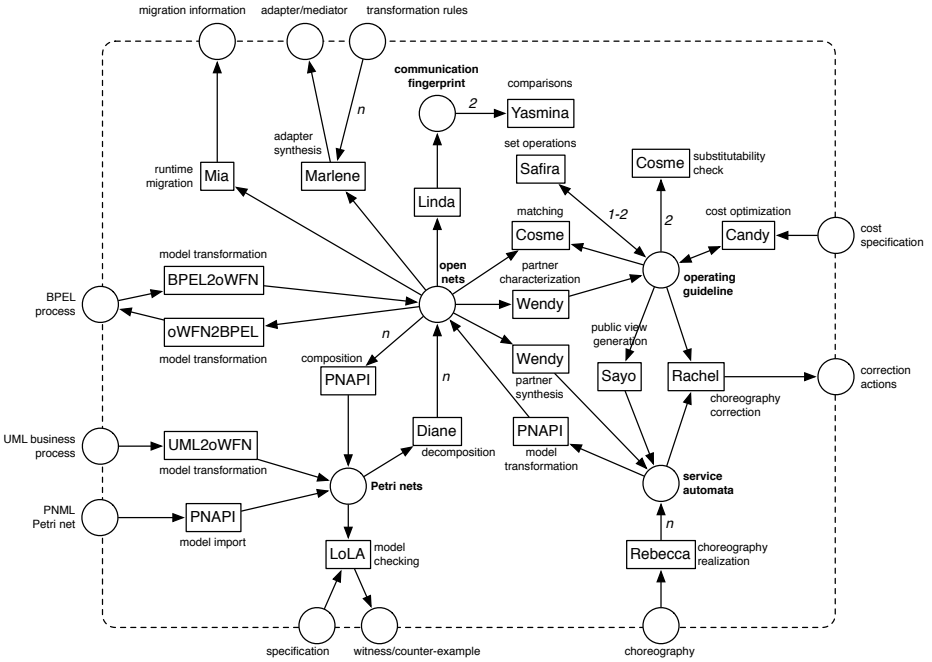 migration information
adapter/mediator
transformation rules
communication
fingerprint
comparisons
2
Yasmina
n
adapter
synthesis
set operations
Safira
Cosme
substitutability
check
runtime
migration
Mia
Marlene
Linda
1-2
2
matching
Cosme
cost optimization
Candy
cost
specification
model transformation
BPEL2oWFN
open
nets
partner
characterization
Wendy
operating
guideline
BPEL
process
oWFN2BPEL
model transformation
n
public view
generation
composition
PNAPI
n
Wendy
partner
synthesis
Sayo
Rachel
choreography
correction
correction
actions
UML business
process
UML2oWFN
model transformation
Diane
decomposition
PNAPI
model
transformation
Petri nets
service
automata
PNML
Petri net
PNAPI
model import
n
LoLA
model
checking
Rebecca
choreography
realization
specification
witness/counter-example
choreography